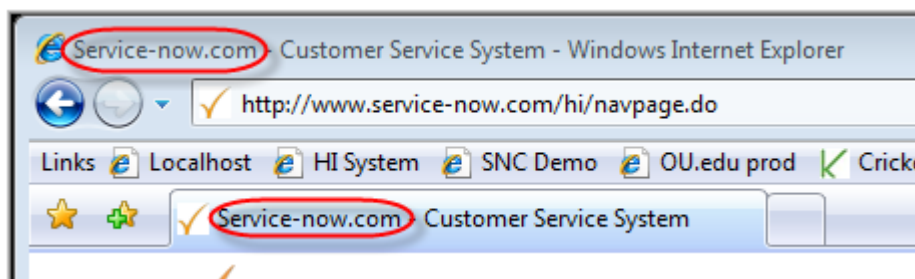 Service-now.com - Customer Service System - Windows Internet Explorer
http://www.service-now.com/hi/navpage.do
Links Localhost HI System SNC Demo OU.edu prod
Service-now.com - Customer Service System